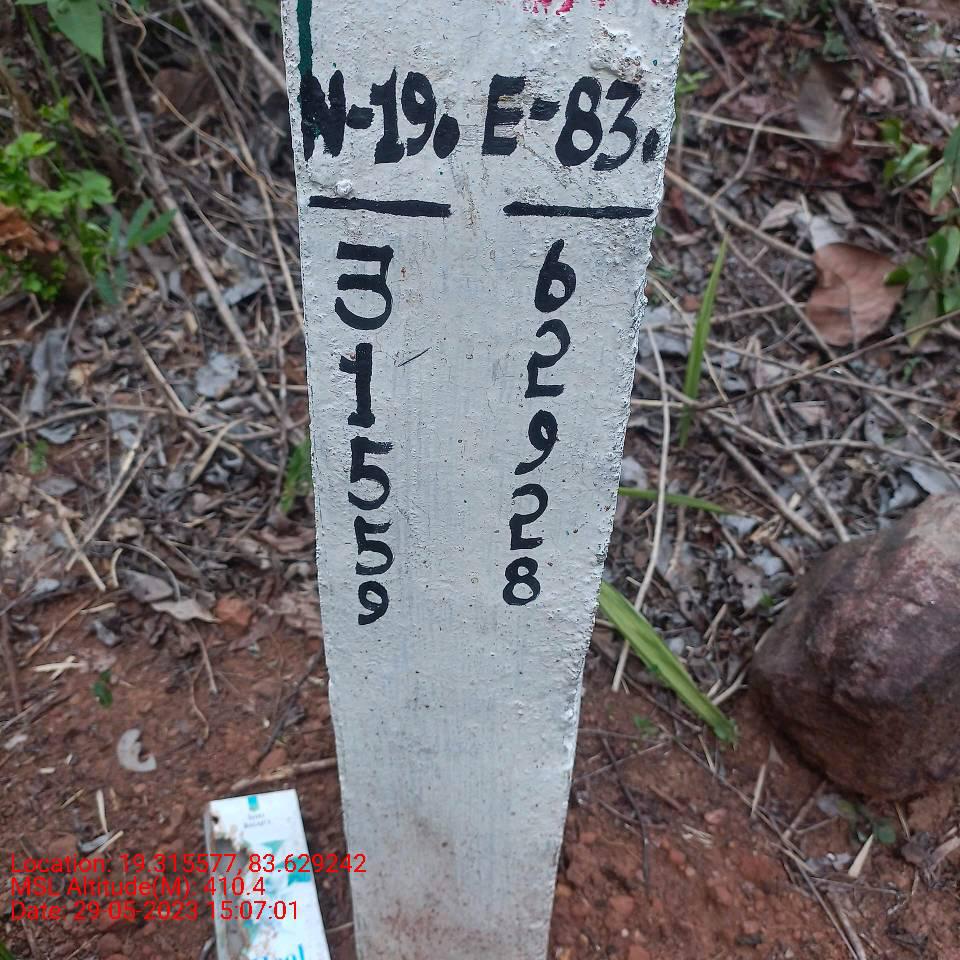 N-19. E-83.
3 6
1 2
5 9
5 2
9 8
Location: 19.315577, 83.629242
MSL Altitude(M): 410.4
Date: 29-05-2023 15:07:01